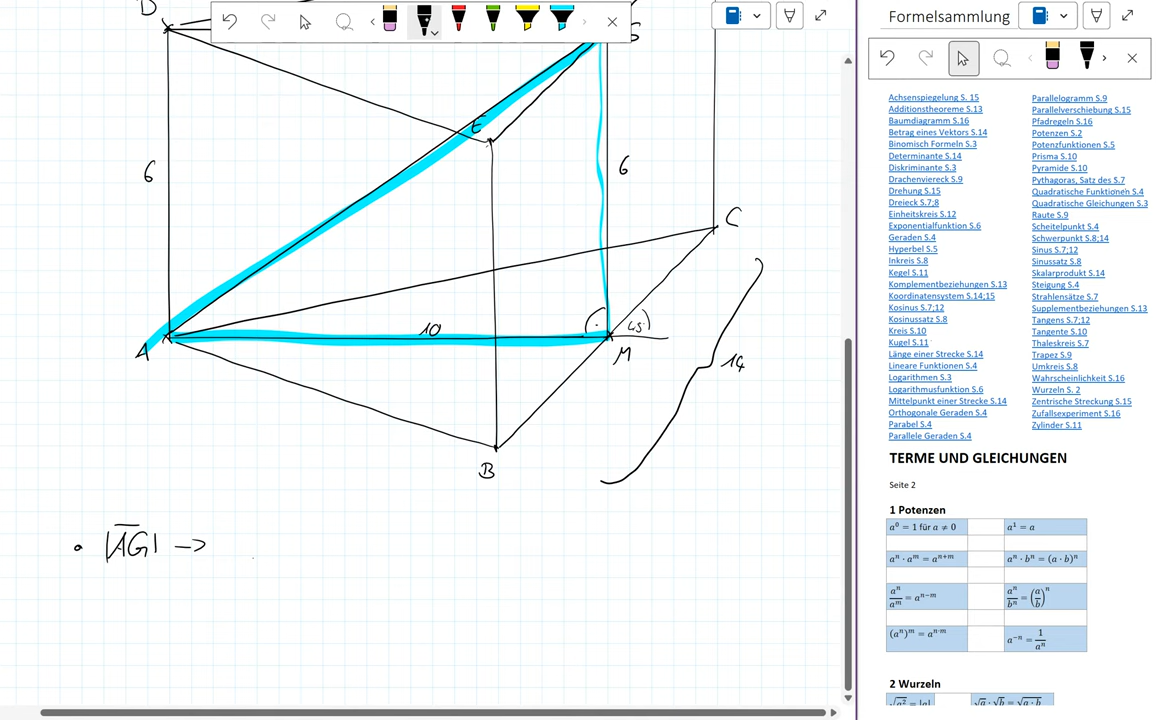 Formelsammlung
D
E
6
6
C
10
(45°)
A
M
14
B
• |AG| →
Achsenspiegelung S. 15
Additionstheoreme S.13
Baumdiagramm S.16
Betrag eines Vektors S.14
Binomisch Formeln S.3
Determinante S.14
Diskriminante S.3
Drachenviereck S.9
Drehung S.15
Dreieck S.7;8
Einheitskreis S.12
Exponentialfunktion S.6
Geraden S.4
Hyperbel S.5
Inkreis S.8
Kegel S.11
Komplementbeziehungen S.13
Koordinatensystem S.14;15
Kosinus S.7;12
Kosinussatz S.8
Kreis S.10
Kugel S.11
Länge einer Strecke S.14
Lineare Funktionen S.4
Logarithmen S.3
Logarithmusfunktion S.6
Mittelpunkt einer Strecke S.14
Orthogonale Geraden S.4
Parabel S.4
Parallele Geraden S.4
Parallelogramm S.9
Parallelverschiebung S.15
Pfadregeln S.16
Potenzen S.2
Potenzfunktionen S.5
Prisma S.10
Pyramide S.10
Pythagoras, Satz des S.7
Quadratische Funktionen S.4
Quadratische Gleichungen S.3
Raute S.9
Scheitelpunkt S.4
Schwerpunkt S.8;14
Sinus S.7;12
Sinussatz S.8
Skalarprodukt S.14
Steigung S.4
Strahlensätze S.7
Supplementbeziehungen S.13
Tangens S.7;12
Tangente S.10
Thaleskreis S.7
Trapez S.9
Umkreis S.8
Wahrscheinlichkeit S.16
Wurzeln S. 2
Zentrische Streckung S.15
Zufallsexperiment S.16
Zylinder S.11
TERME UND GLEICHUNGEN
Seite 2
1 Potenzen
a⁰ = 1 für a ≠ 0 a¹ = a
aⁿ · aᵐ = aⁿ⁺ᵐ aⁿ · bⁿ = (a · b)ⁿ
aⁿ/aᵐ = aⁿ⁻ᵐ aⁿ/bⁿ = (a/b)ⁿ
(aⁿ)ᵐ = aⁿ·ᵐ a⁻ⁿ = 1/aⁿ
2 Wurzeln
√a² = |a| √a · √b = √a · b